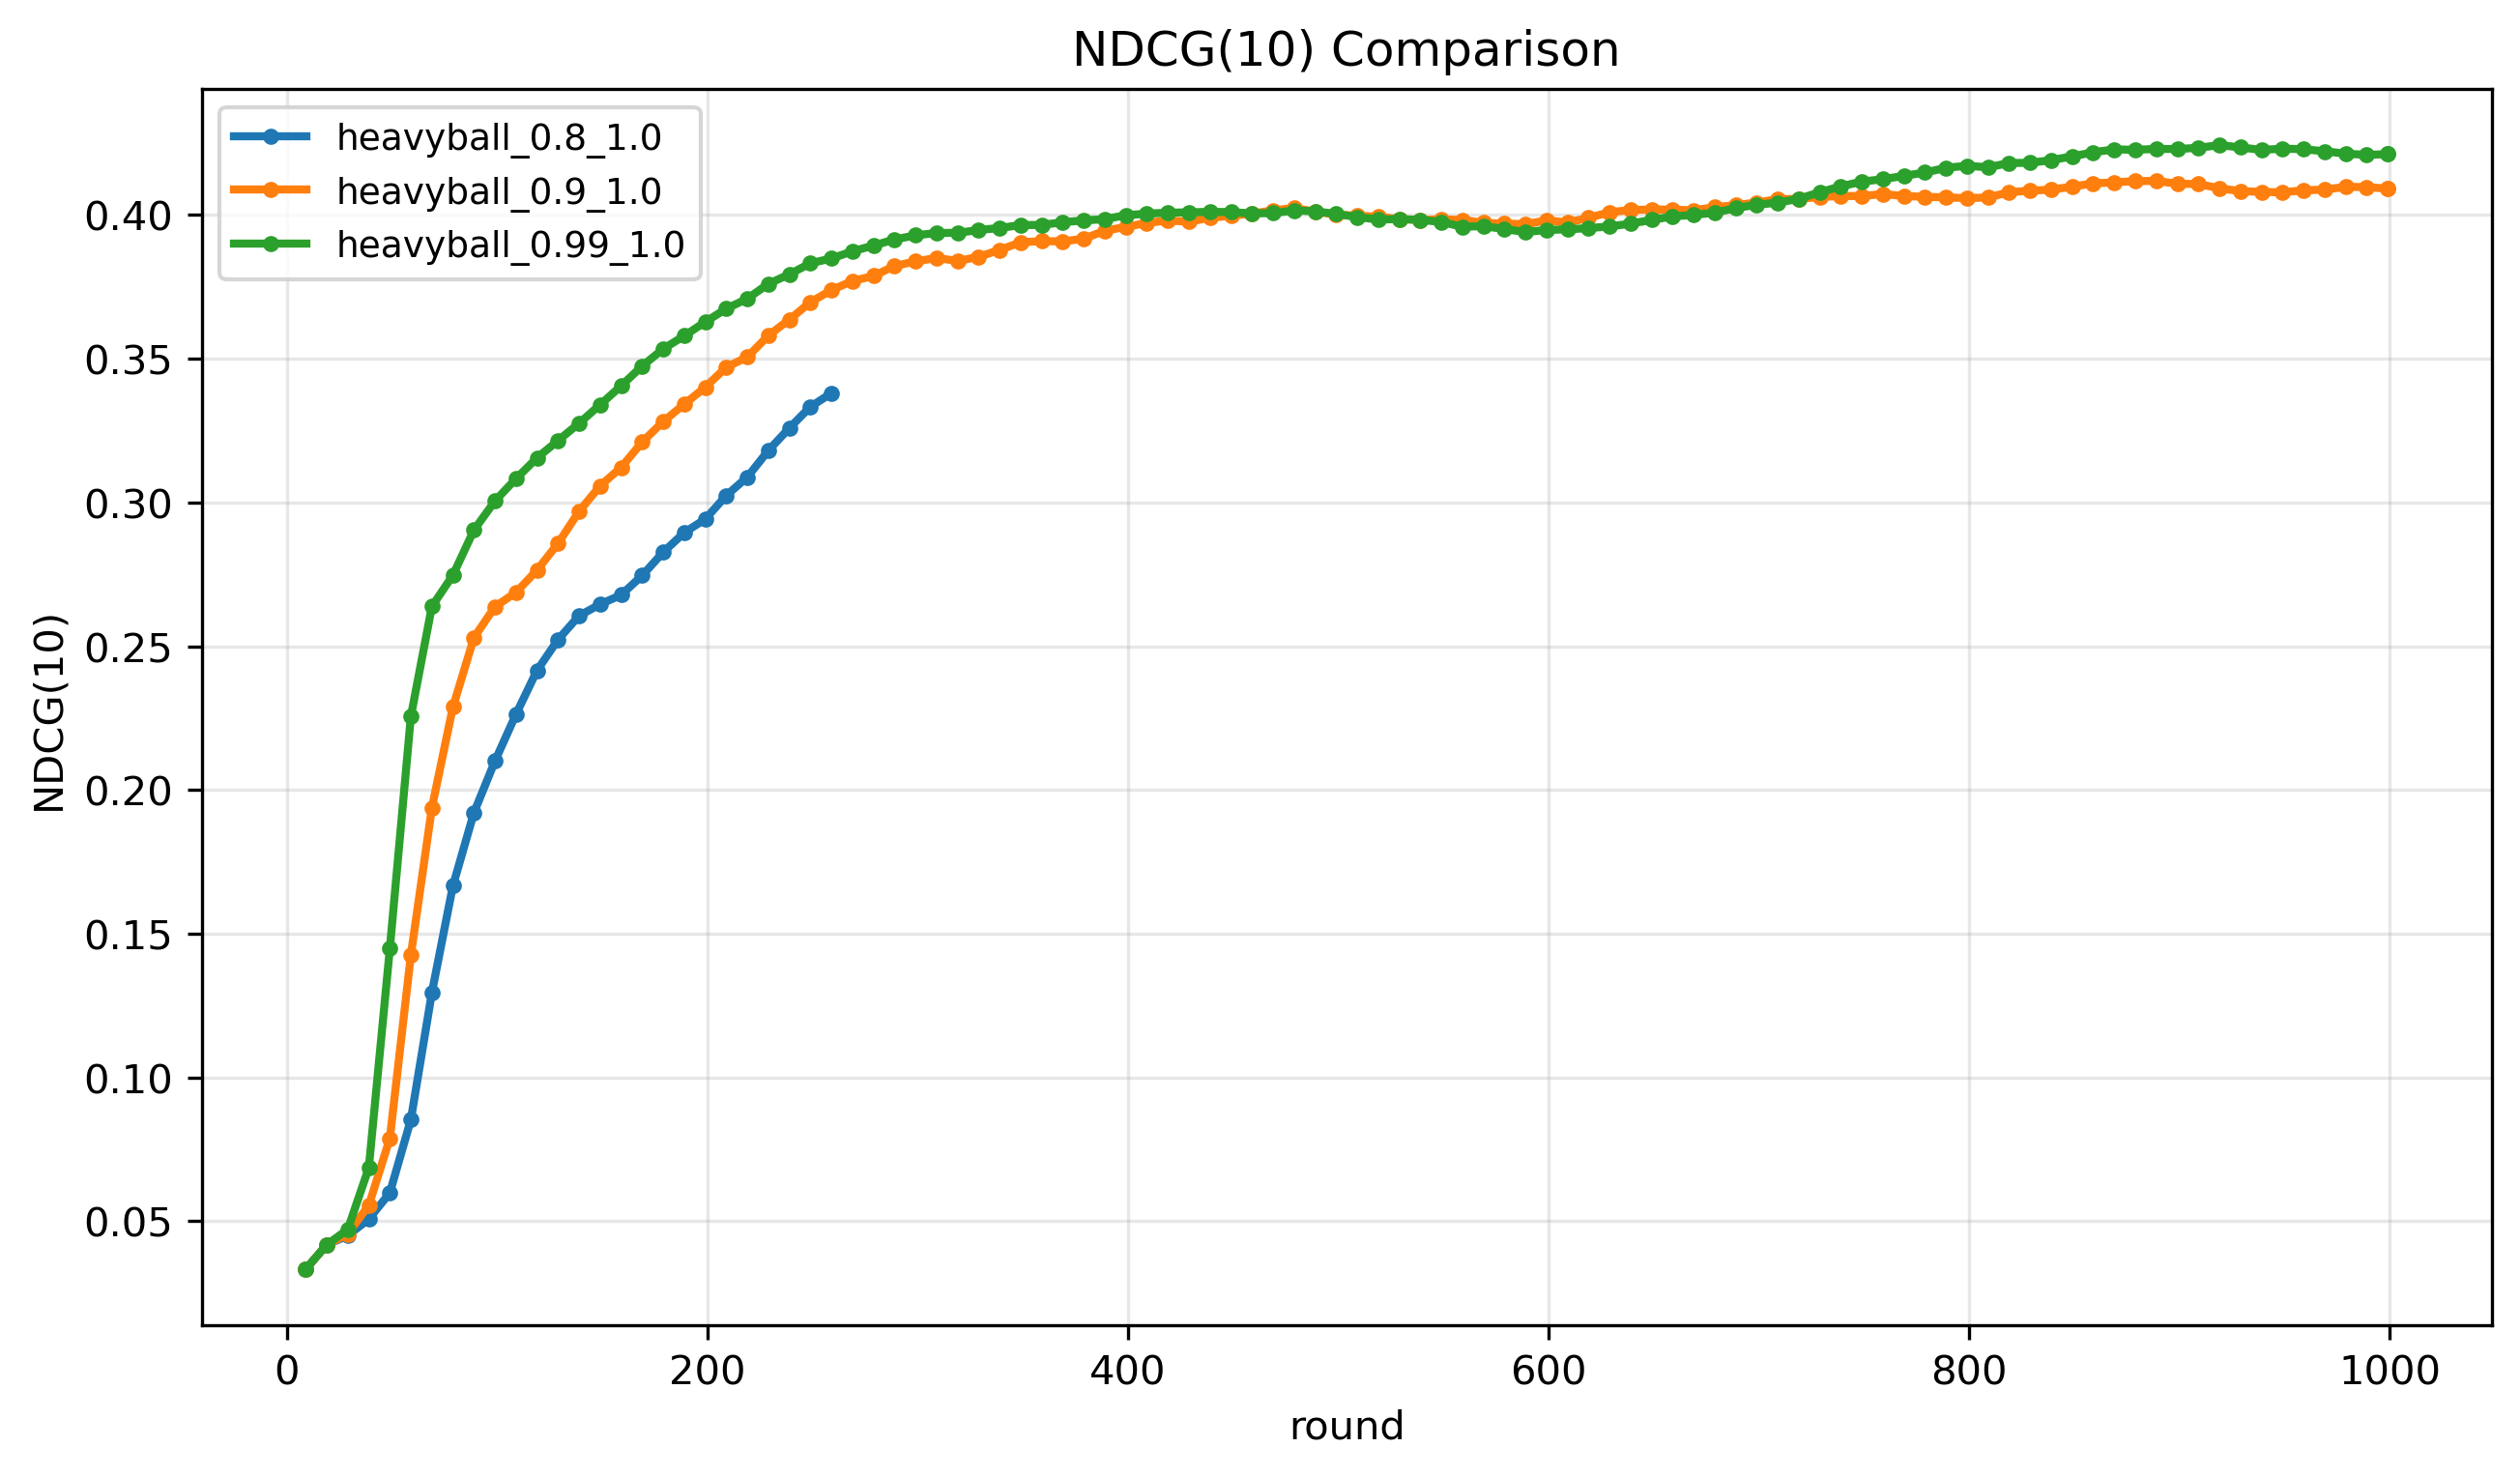 NDCG(10) Comparison
heavyball_0.8_1.0
heavyball_0.9_1.0
heavyball_0.99_1.0
NDCG(10)
0.40
0.35
0.30
0.25
0.20
0.15
0.10
0.05
0 200 400 600 800 1000
round